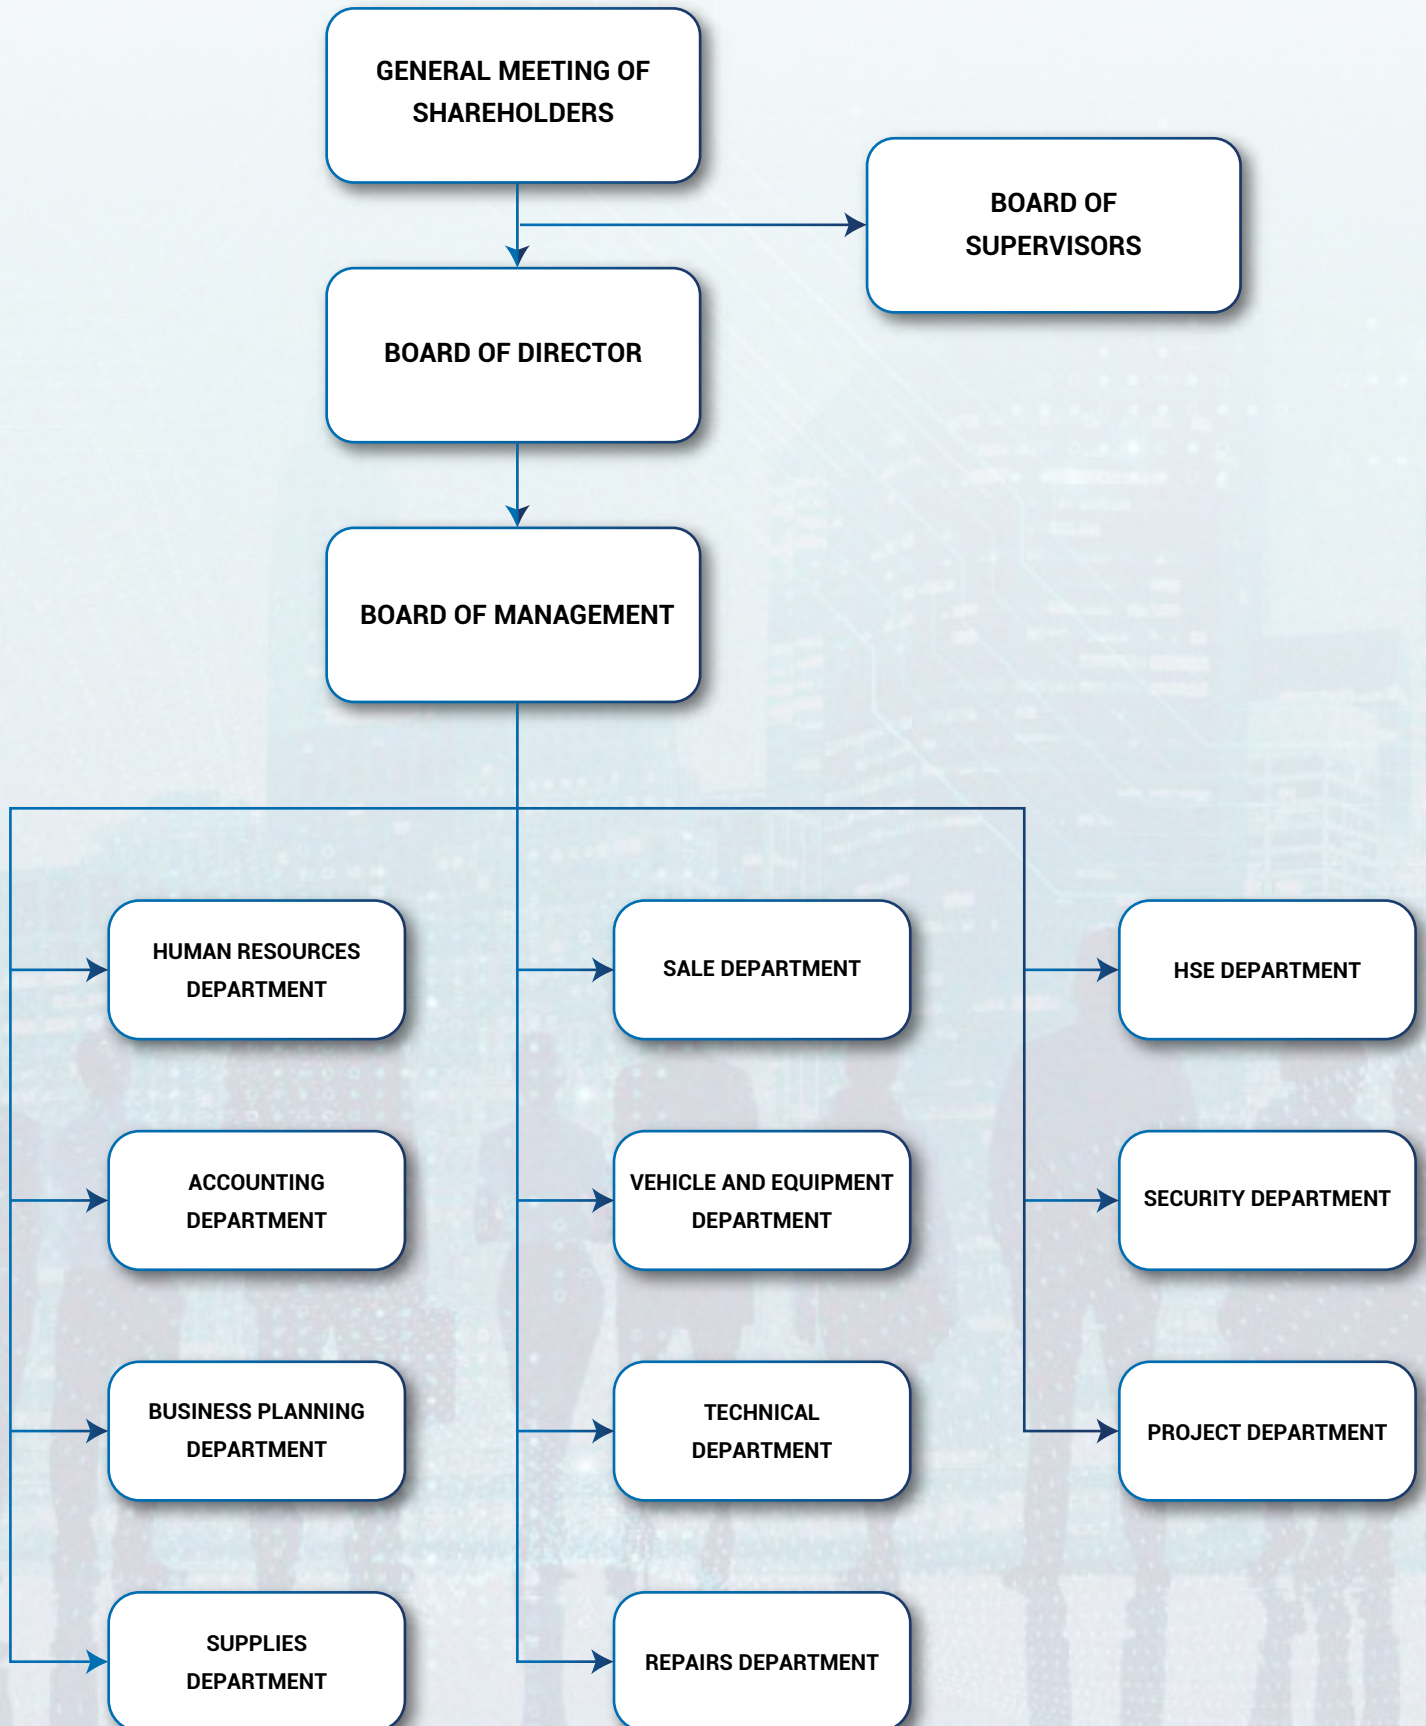 GENERAL MEETING OF
SHAREHOLDERS
BOARD OF
SUPERVISORS
BOARD OF DIRECTOR
BOARD OF MANAGEMENT
HUMAN RESOURCES
DEPARTMENT
SALE DEPARTMENT
HSE DEPARTMENT
ACCOUNTING
DEPARTMENT
VEHICLE AND EQUIPMENT
DEPARTMENT
SECURITY DEPARTMENT
BUSINESS PLANNING
DEPARTMENT
TECHNICAL
DEPARTMENT
PROJECT DEPARTMENT
SUPPLIES
DEPARTMENT
REPAIRS DEPARTMENT